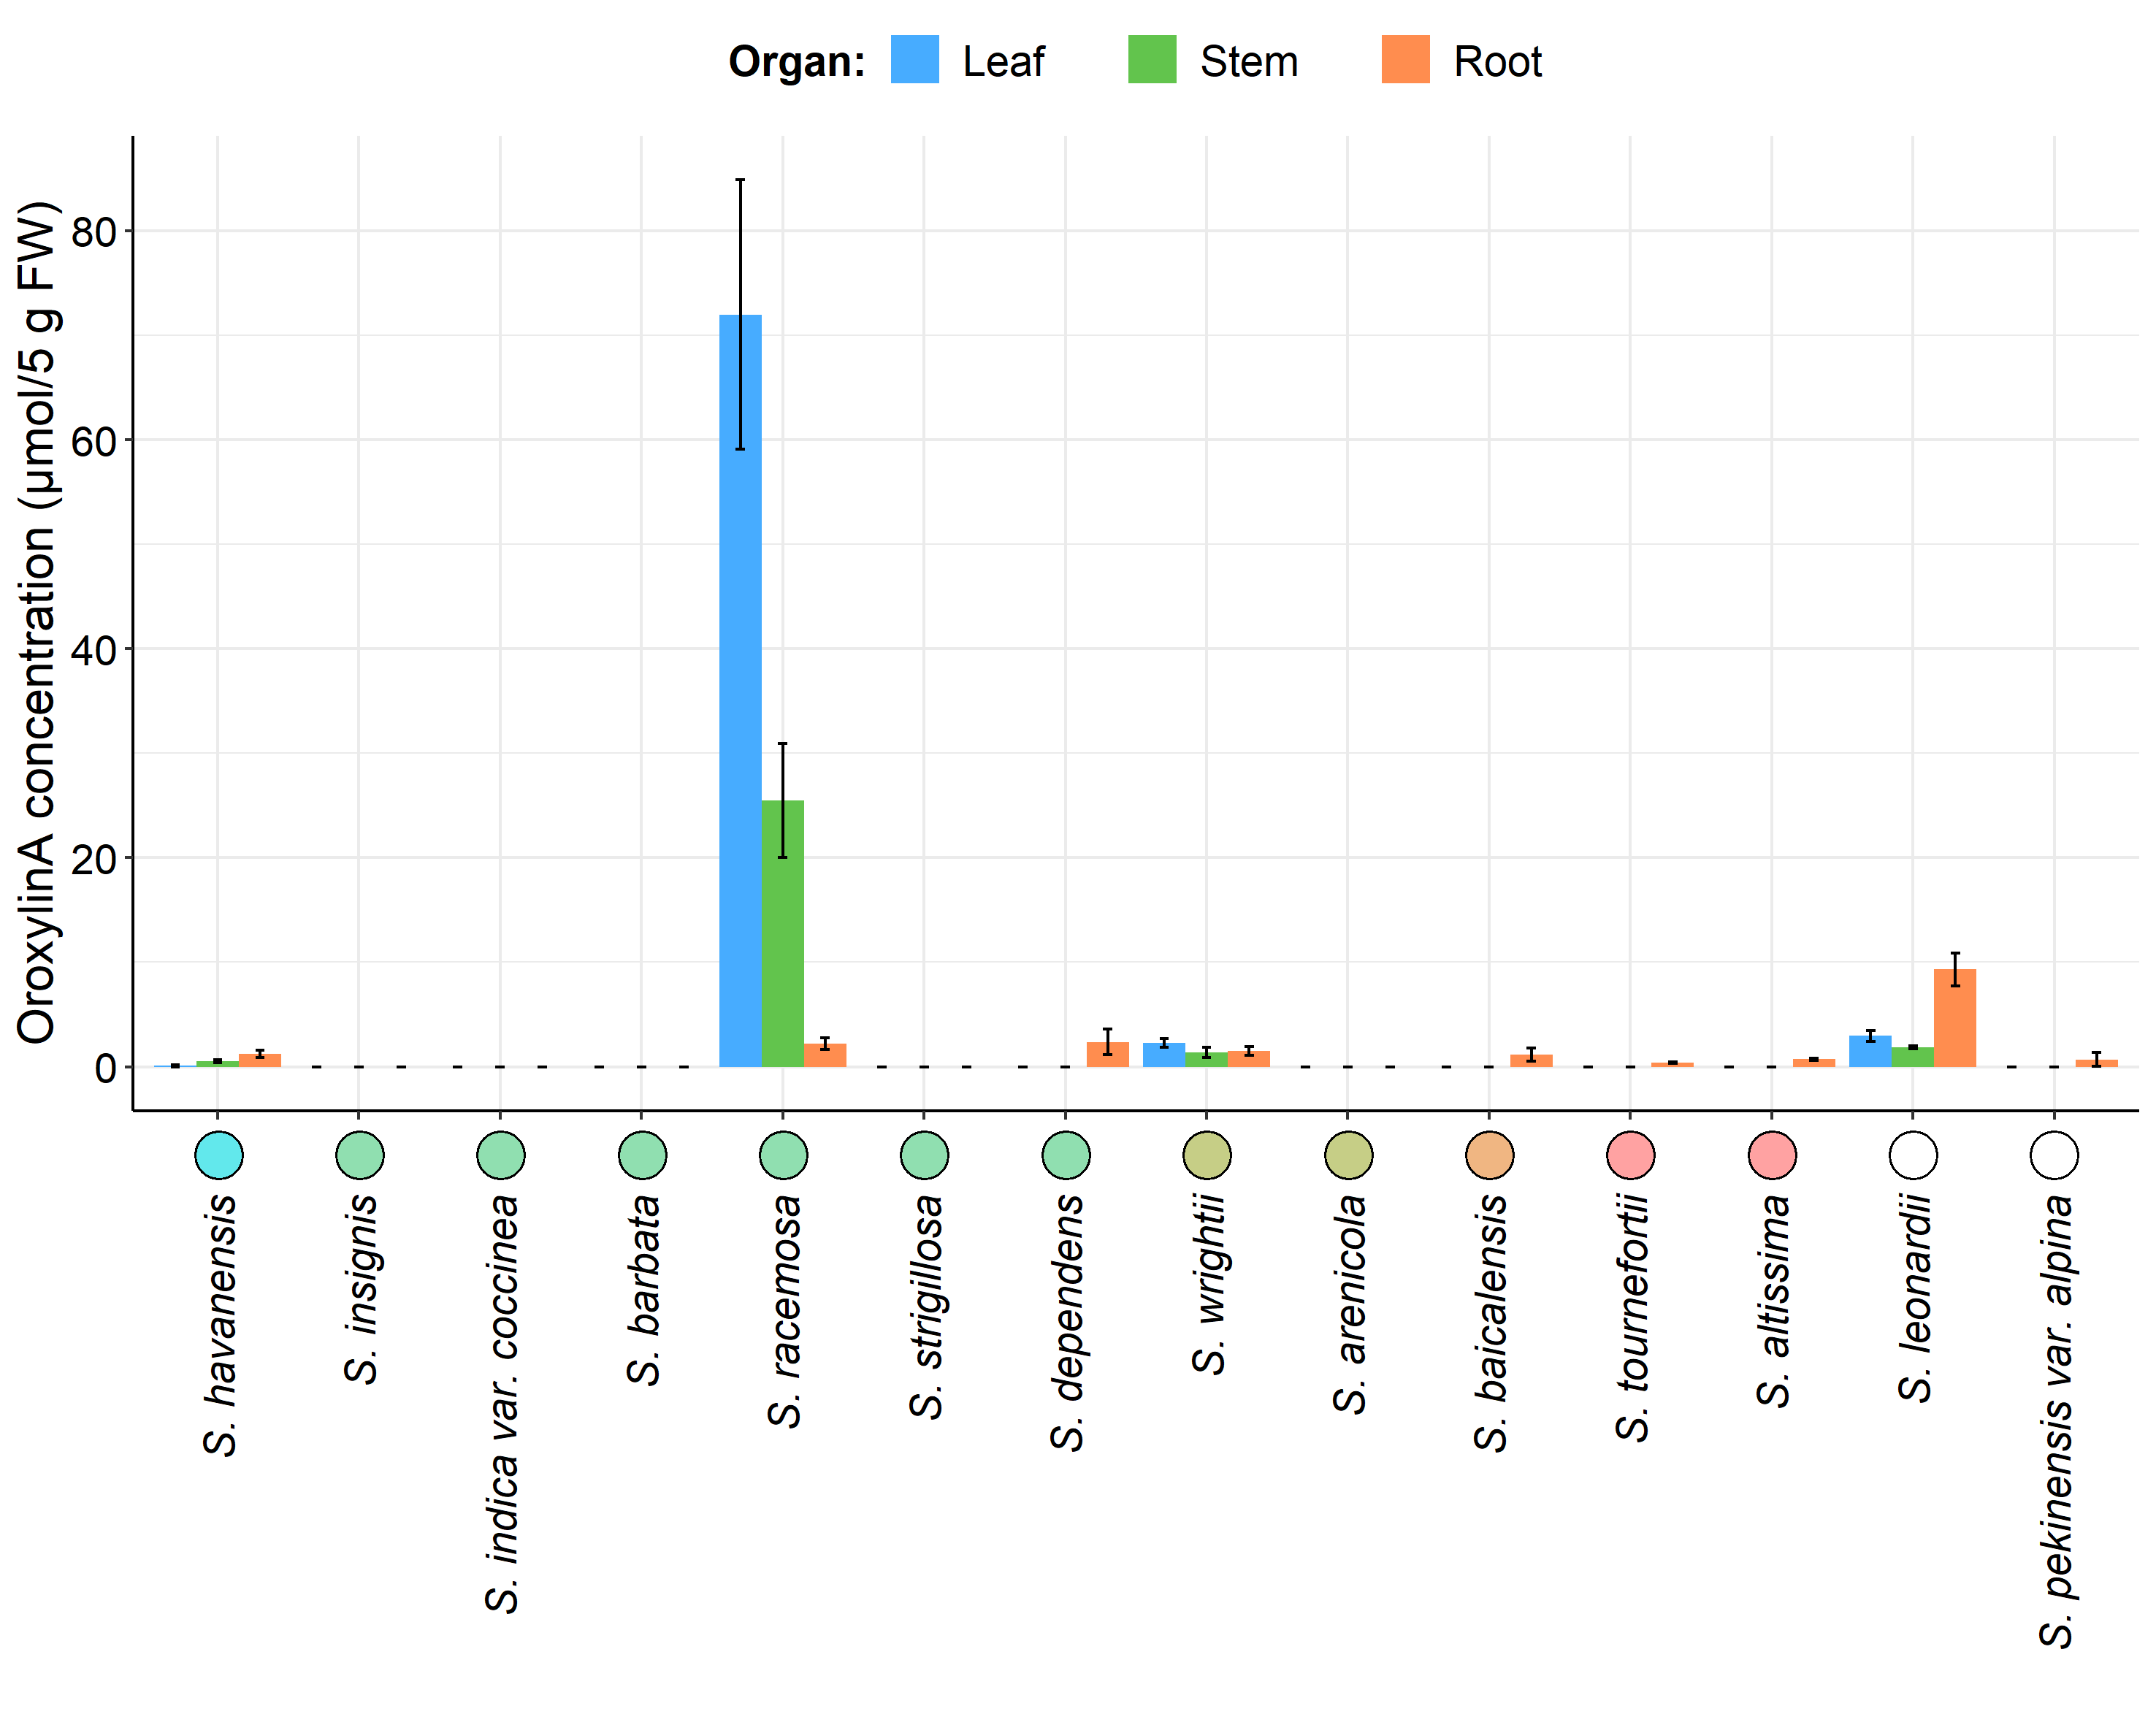 Organ: Leaf Stem Root
OroxylinA concentration (µmol/5 g FW)
80
60
40
20
0
S. havanensis
S. insignis
S. indica var. coccinea
S. barbata
S. racemosa
S. strigillosa
S. dependens
S. wrightii
S. arenicola
S. baicalensis
S. tournefortii
S. altissima
S. leonardii
S. pekinensis var. alpina